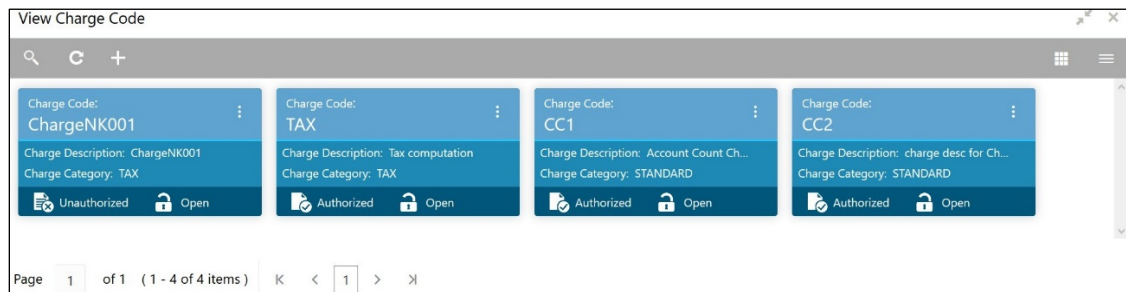 View Charge Code
Charge Code:
ChargeNK001
Charge Description: ChargeNK001
Charge Category: TAX
Unauthorized Open
Charge Code:
TAX
Charge Description: Tax computation
Charge Category: TAX
Authorized Open
Charge Code:
CC1
Charge Description: Account Count Ch...
Charge Category: STANDARD
Authorized Open
Charge Code:
CC2
Charge Description: charge desc for Ch...
Charge Category: STANDARD
Authorized Open
Page 1 of 1 ( 1 - 4 of 4 items ) 1